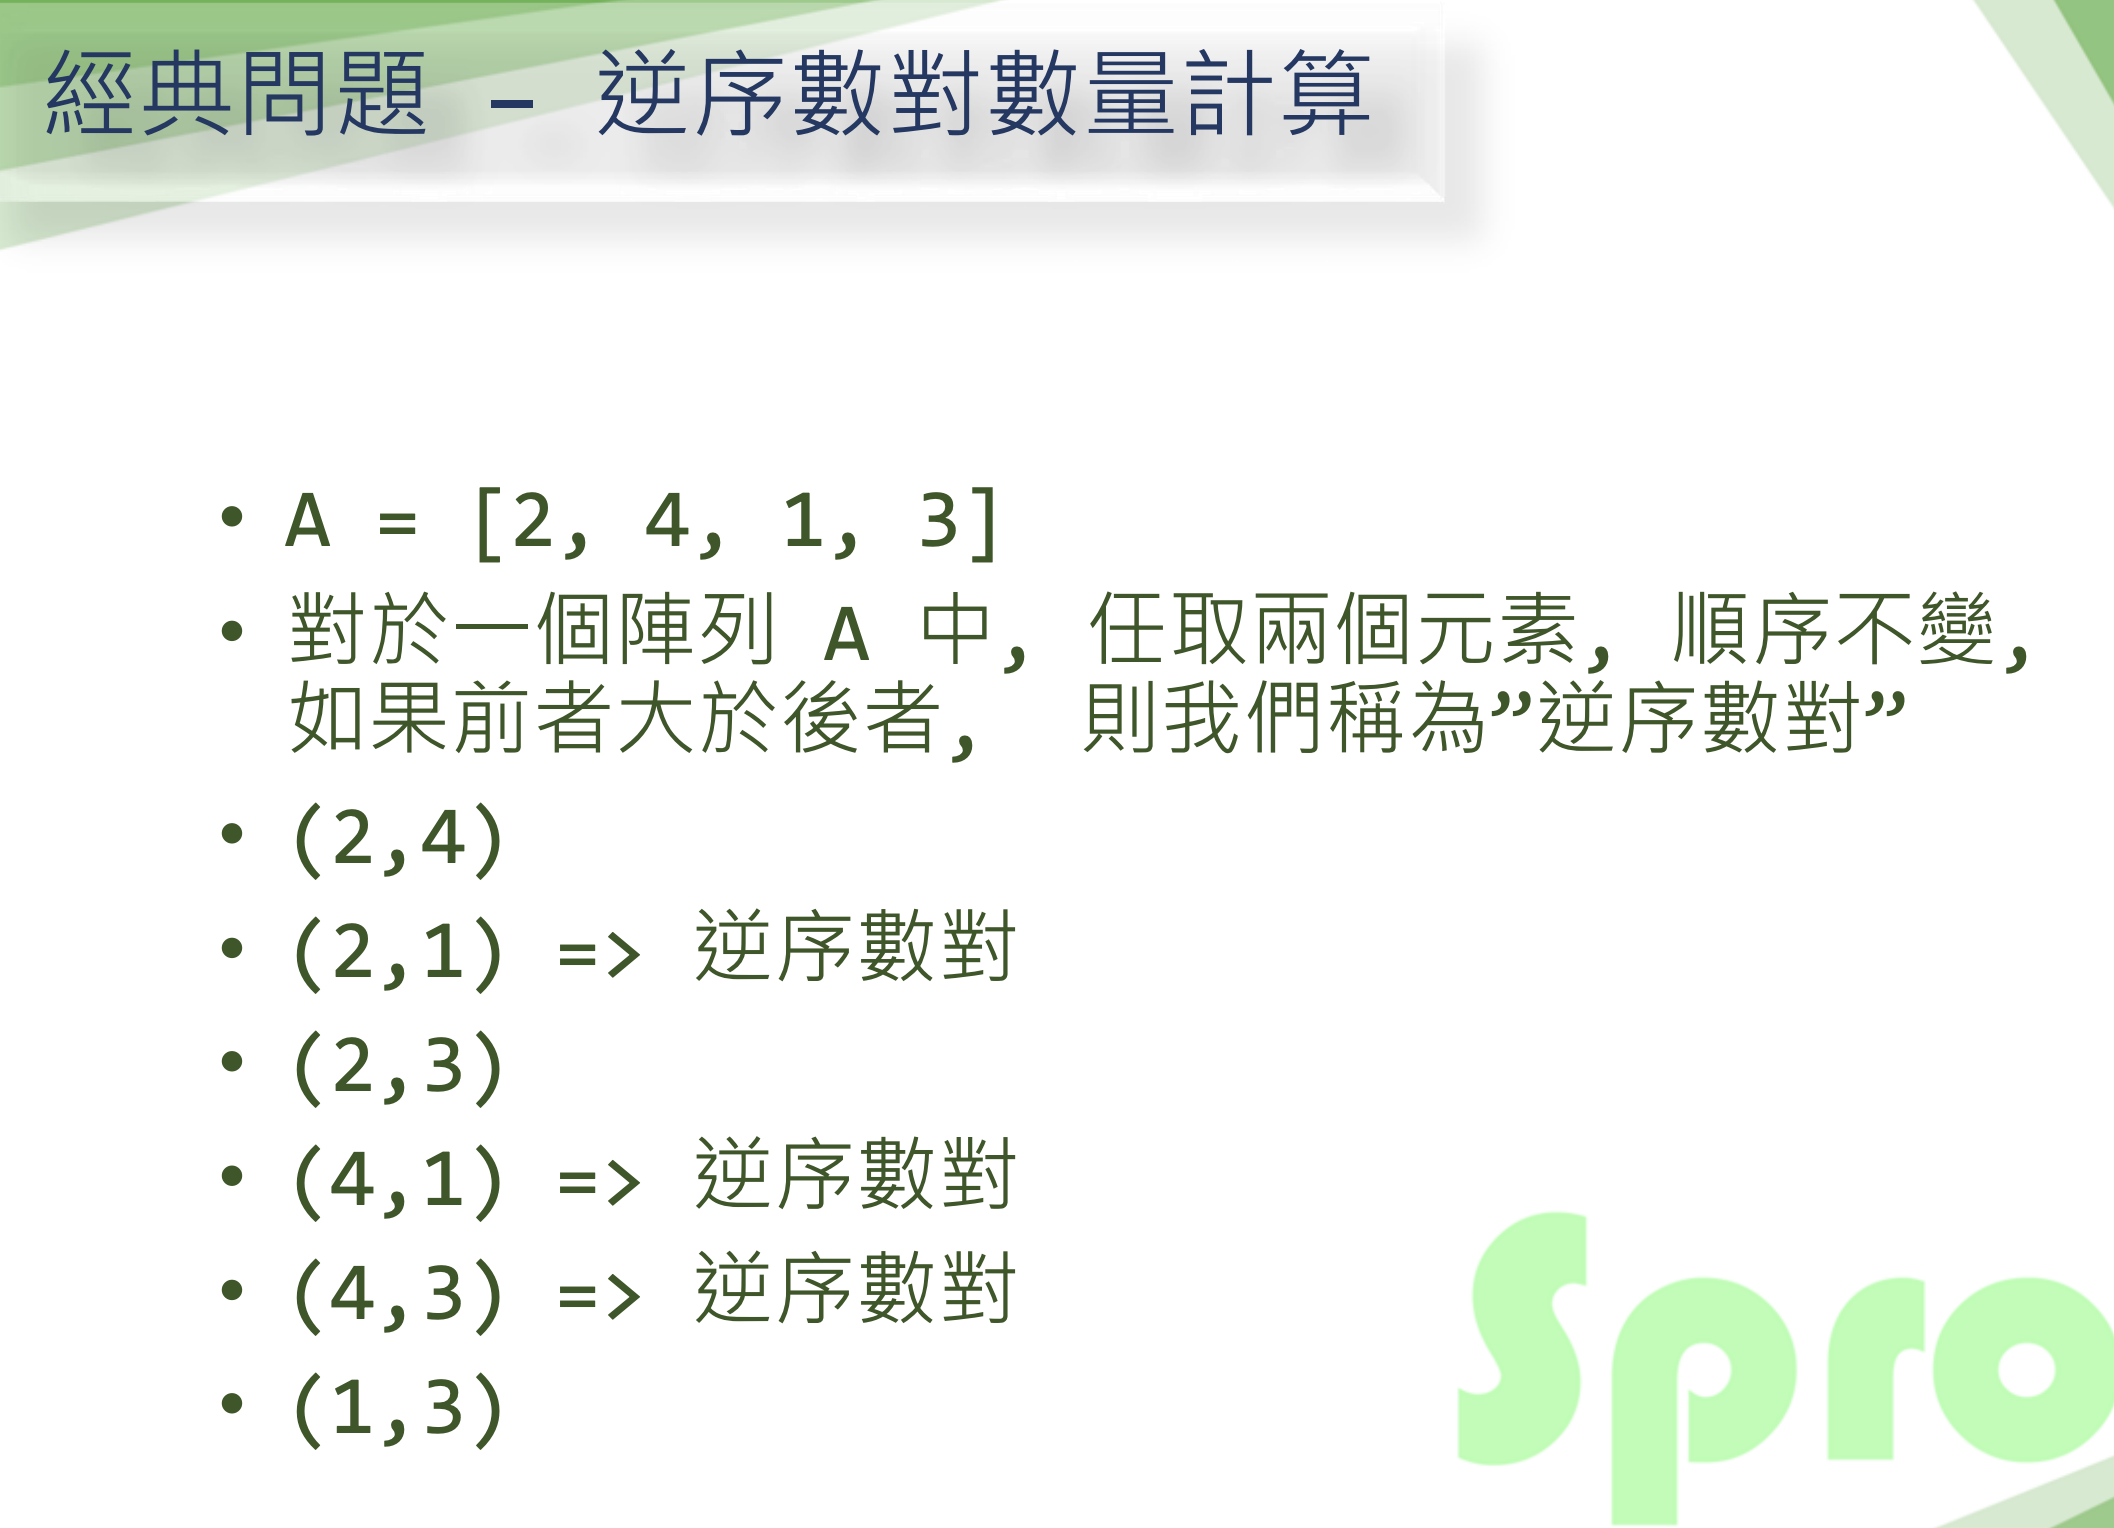 經典問題 – 逆序數對數量計算
• A = [2, 4, 1, 3]
• 對於一個陣列 A 中, 任取兩個元素, 順序不變,
如果前者大於後者, 則我們稱為”逆序數對”
• (2,4)
• (2,1) => 逆序數對
• (2,3)
• (4,1) => 逆序數對
• (4,3) => 逆序數對
• (1,3)
Spro